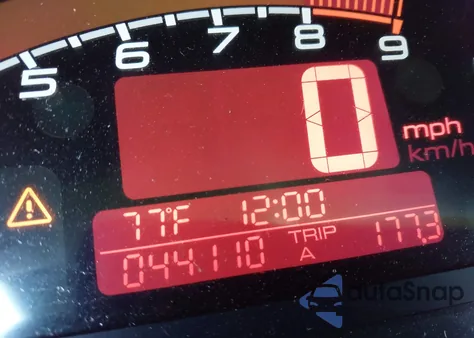 5 6 7 8 9
0 mph
km/h
77°F 12:00
044110 TRIP A 177.3
autoSnap